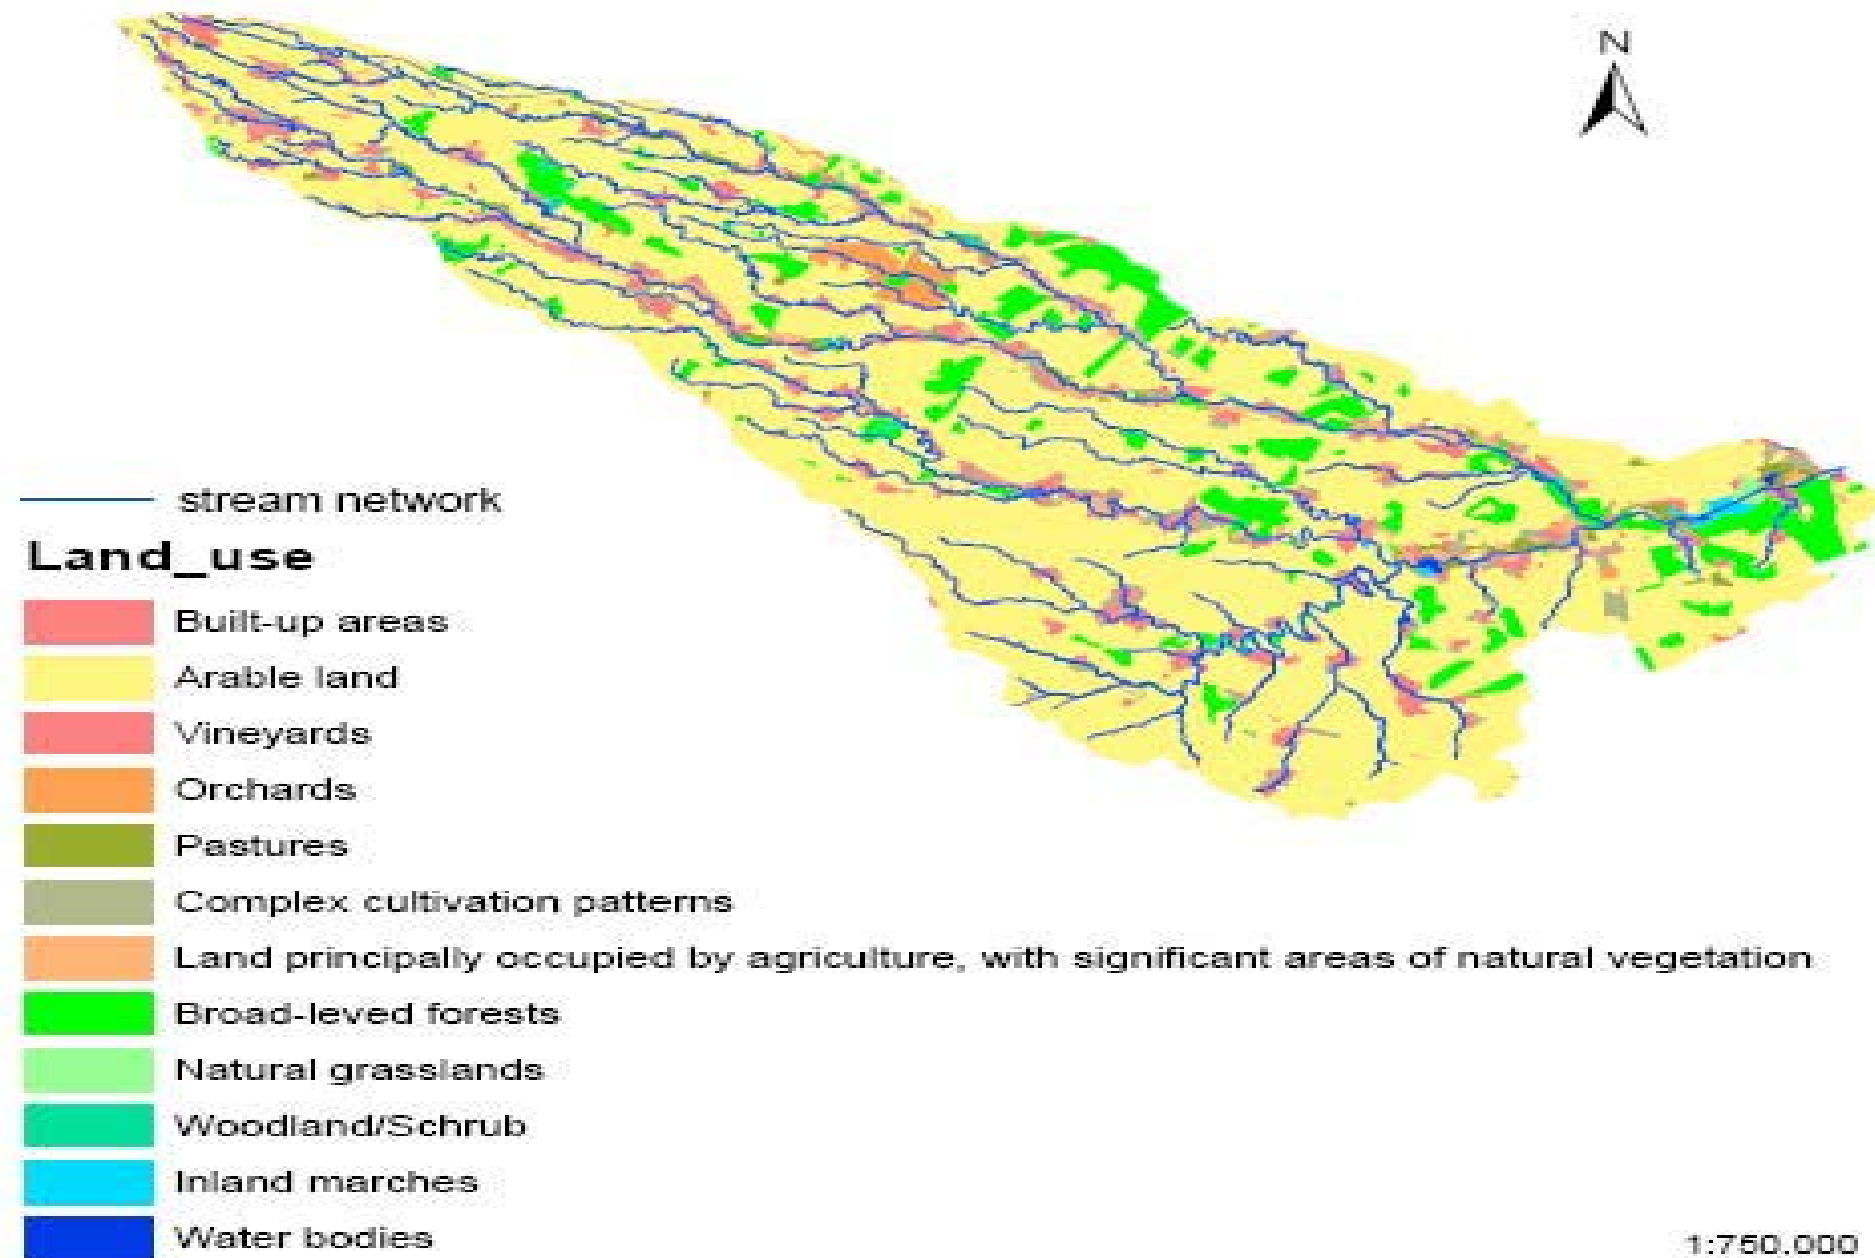 N
stream network
Land_use
Built-up areas
Arable land
Vineyards
Orchards
Pastures
Complex cultivation patterns
Land principally occupied by agriculture, with significant areas of natural vegetation
Broad-leved forests
Natural grasslands
Woodland/Schrub
Inland marches
Water bodies
1:750.000